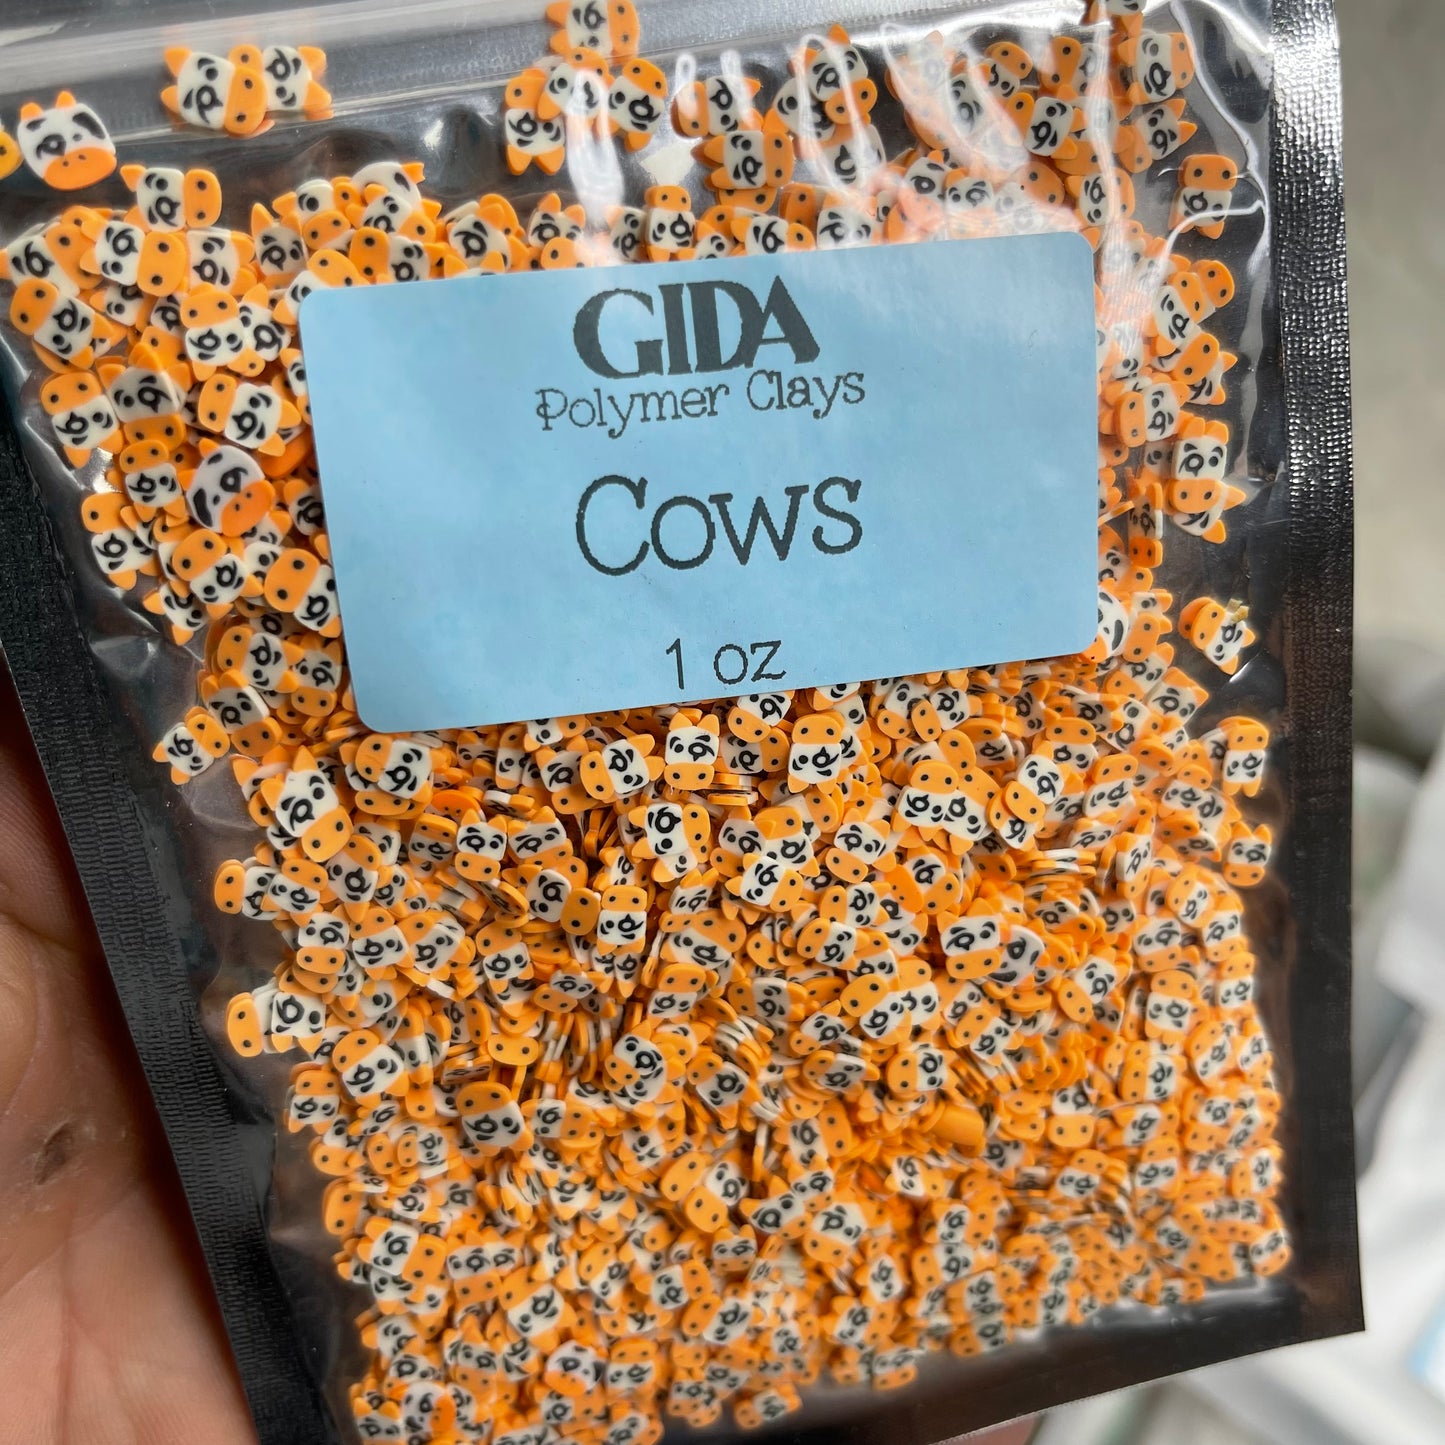 GIDA
Polymer Clays
Cows
1 oz